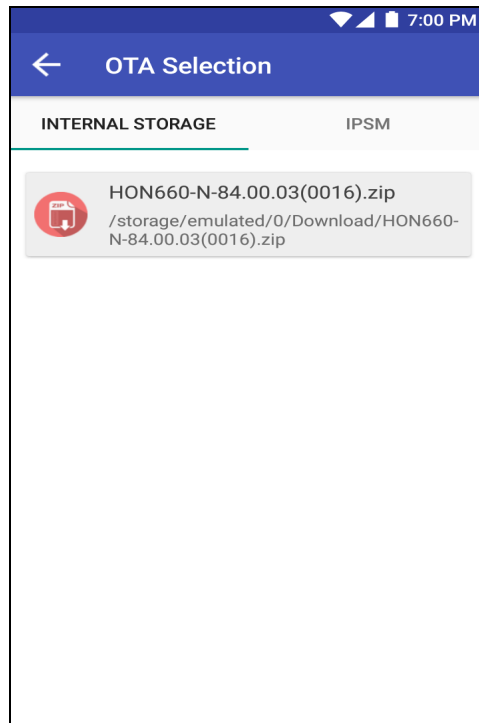 7:00 PM
OTA Selection
INTERNAL STORAGE
IPSM
ZIP
HON660-N-84.00.03(0016).zip
/storage/emulated/0/Download/HON660-
N-84.00.03(0016).zip